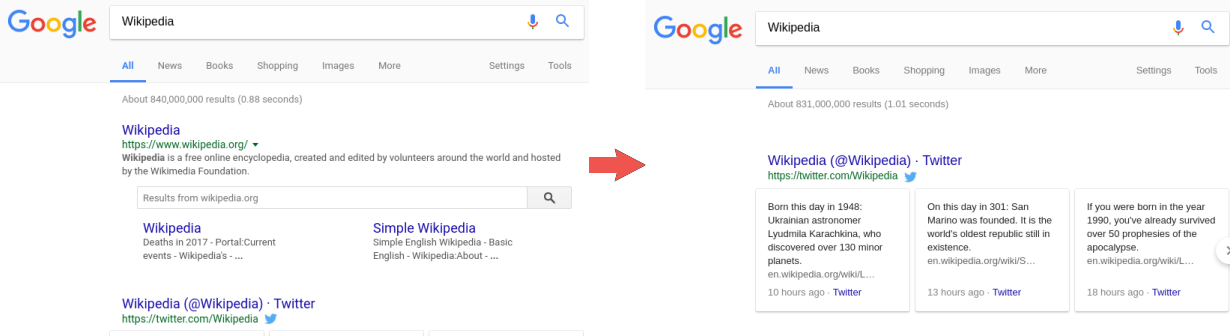 Google Wikipedia
All News Books Shopping Images More Settings Tools
About 840,000,000 results (0.88 seconds)
Wikipedia
https://www.wikipedia.org/
Wikipedia is a free online encyclopedia, created and edited by volunteers around the world and hosted
by the Wikimedia Foundation.
Results from wikipedia.org
Wikipedia
Deaths in 2017 - Portal:Current
events - Wikipedia's - ...
Simple Wikipedia
Simple English Wikipedia - Basic
English - Wikipedia:About - ...
Wikipedia (@Wikipedia) · Twitter
https://twitter.com/Wikipedia
Google Wikipedia
All News Books Shopping Images More Settings Tools
About 831,000,000 results (1.01 seconds)
Wikipedia (@Wikipedia) · Twitter
https://twitter.com/Wikipedia
Born this day in 1948:
Ukrainian astronomer
Lyudmila Karachkina, who
discovered over 130 minor
planets.
en.wikipedia.org/wiki/L…
10 hours ago · Twitter
On this day in 301: San
Marino was founded. It is the
world's oldest republic still in
existence.
en.wikipedia.org/wiki/S…
13 hours ago · Twitter
If you were born in the year
1990, you've already survived
over 50 prophesies of the
apocalypse.
en.wikipedia.org/wiki/L…
18 hours ago · Twitter